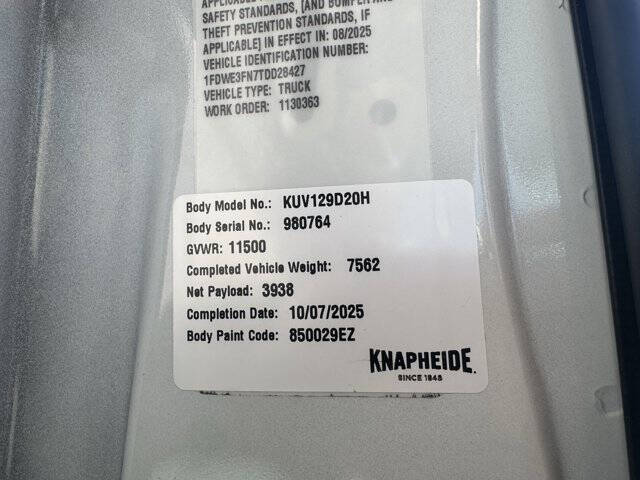 SAFETY STANDARDS, [AND BUMPER AND
THEFT PREVENTION STANDARDS, IF
APPLICABLE] IN EFFECT IN: 08/2025
VEHICLE IDENTIFICATION NUMBER:
1FDWE3FN7TDD28427
VEHICLE TYPE: TRUCK
WORK ORDER: 1130363
Body Model No.: KUV129D20H
Body Serial No.: 980764
GVWR: 11500
Completed Vehicle Weight: 7562
Net Payload: 3938
Completion Date: 10/07/2025
Body Paint Code: 850029EZ
KNAPHEIDE.
SINCE 1848